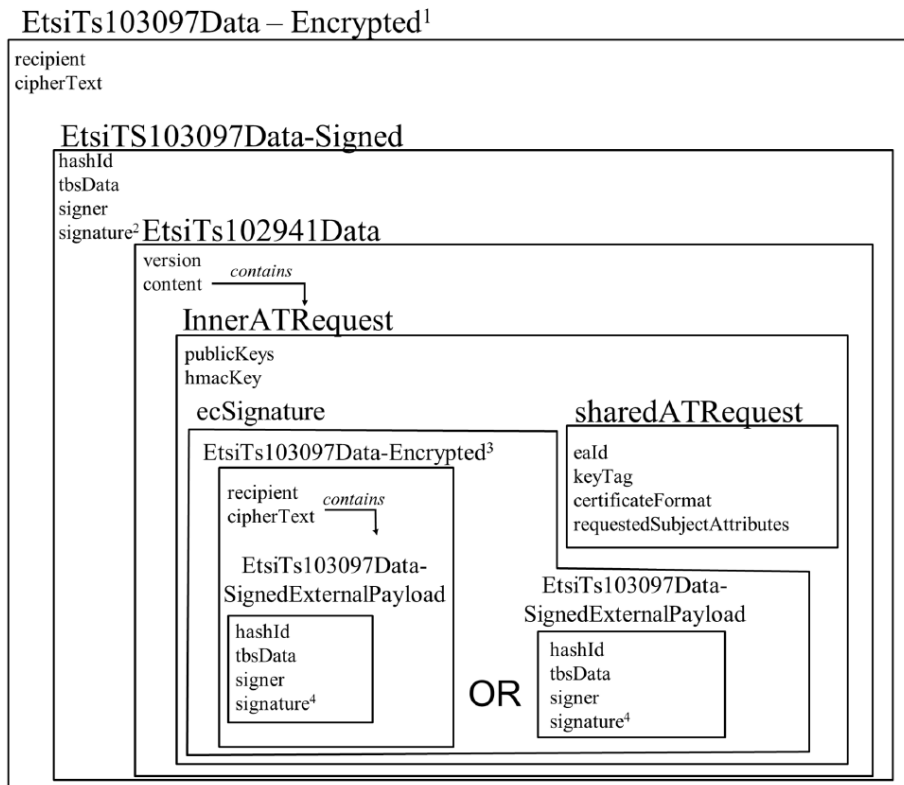 EtsiTs103097Data – Encrypted¹
recipient
cipherText
EtsiTS103097Data-Signed
hashId
tbsData
signer
signature²
EtsiTs102941Data
version
content
contains
InnerATRequest
publicKeys
hmacKey
ecSignature
EtsiTs103097Data-Encrypted³
recipient
cipherText
contains
EtsiTs103097Data-
SignedExternalPayload
hashId
tbsData
signer
signature⁴
OR
EtsiTs103097Data-
SignedExternalPayload
hashId
tbsData
signer
signature⁴
sharedATRequest
eaId
keyTag
certificateFormat
requestedSubjectAttributes